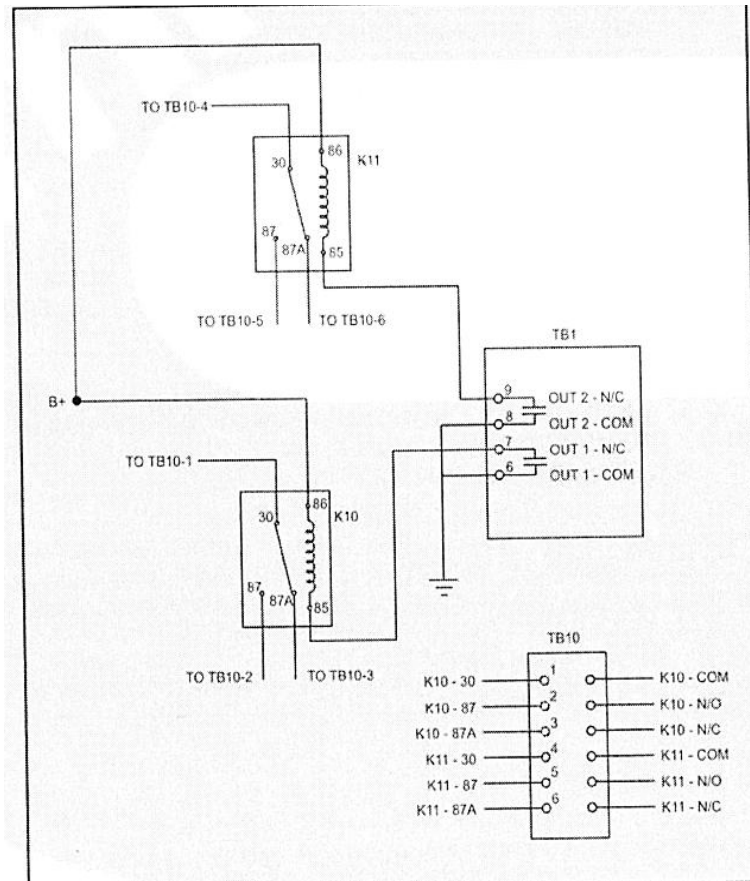 TO TB10-4
86
K11
30
87
87A
85
TO TB10-5
TO TB10-6
TB1
9
OUT 2 - N/C
B+
8
OUT 2 - COM
7
OUT 1 - N/C
6
OUT 1 - COM
TO TB10-1
86
K10
30
87
87A
85
TO TB10-2
TO TB10-3
TB10
K10 - 30
1
K10 - COM
K10 - 87
2
K10 - N/O
K10 - 87A
3
K10 - N/C
K11 - 30
4
K11 - COM
K11 - 87
5
K11 - N/O
K11 - 87A
6
K11 - N/C